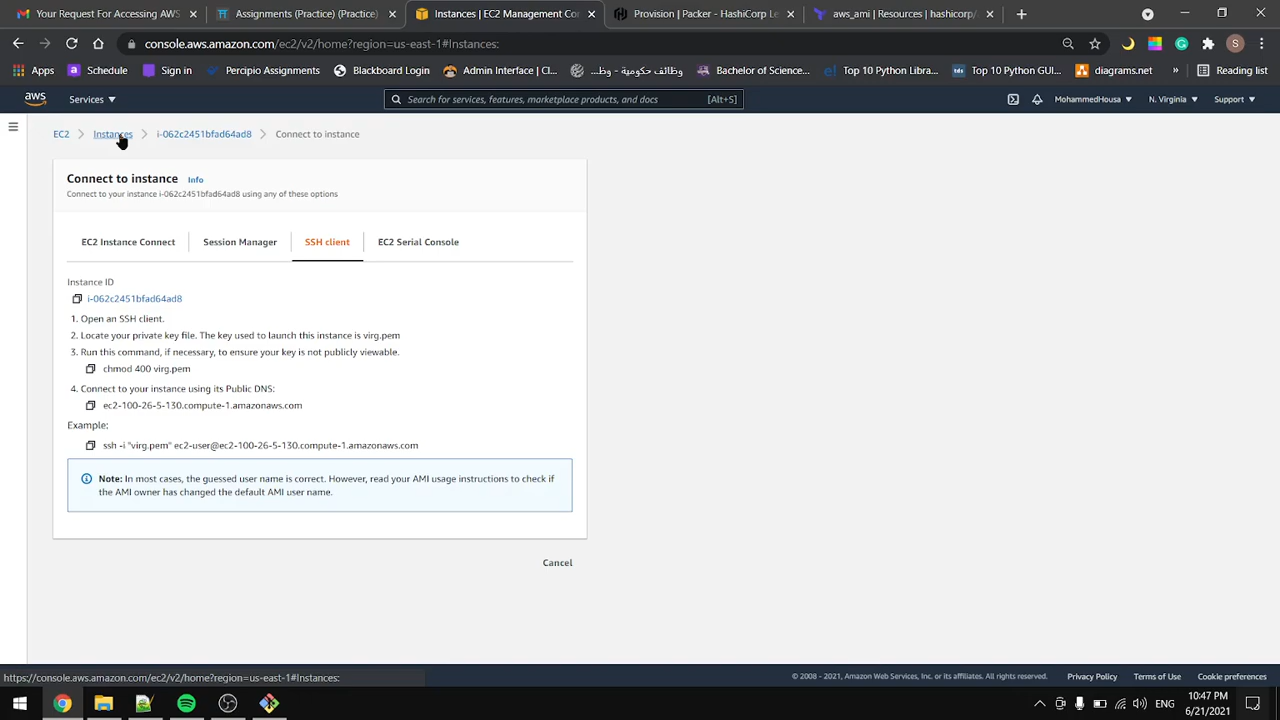 Your Request For Accessing AWS
Instances | EC2 Management Con
Provision | Packer - HashiCorp Le
aws_ami | Resources | hashicorp/
console.aws.amazon.com/ec2/v2/home?region=us-east-1#Instances:
S
Apps
Schedule
Sign in
Percipio Assignments
Blackboard Login
Admin Interface | Cl...
وظائف حكومية - وظـ...
Bachelor of Science...
Top 10 Python Libra...
Top 10 Python GUI...
diagrams.net
»
Reading list
aws
Services
Search for services, features, marketplace products, and docs
[Alt+S]
MohammedHousa
N. Virginia
Support
EC2 > Instances > i-062c2451bfad64ad8 > Connect to instance
Connect to instance Info
Connect to your instance i-062c2451bfad64ad8 using any of these options
EC2 Instance Connect
Session Manager
SSH client
EC2 Serial Console
Instance ID
i-062c2451bfad64ad8
1. Open an SSH client.
2. Locate your private key file. The key used to launch this instance is virg.pem
3. Run this command, if necessary, to ensure your key is not publicly viewable.
chmod 400 virg.pem
4. Connect to your instance using its Public DNS:
ec2-100-26-5-130.compute-1.amazonaws.com
Example:
ssh -i "virg.pem" ec2-user@ec2-100-26-5-130.compute-1.amazonaws.com
Note: In most cases, the guessed user name is correct. However, read your AMI usage instructions to check if
the AMI owner has changed the default AMI user name.
Cancel
https://console.aws.amazon.com/ec2/v2/home?region=us-east-1#Instances:
© 2008 - 2021, Amazon Web Services, Inc. or its affiliates. All rights reserved.
Privacy Policy
Terms of Use
Cookie preferences
ENG
10:47 PM
6/21/2021